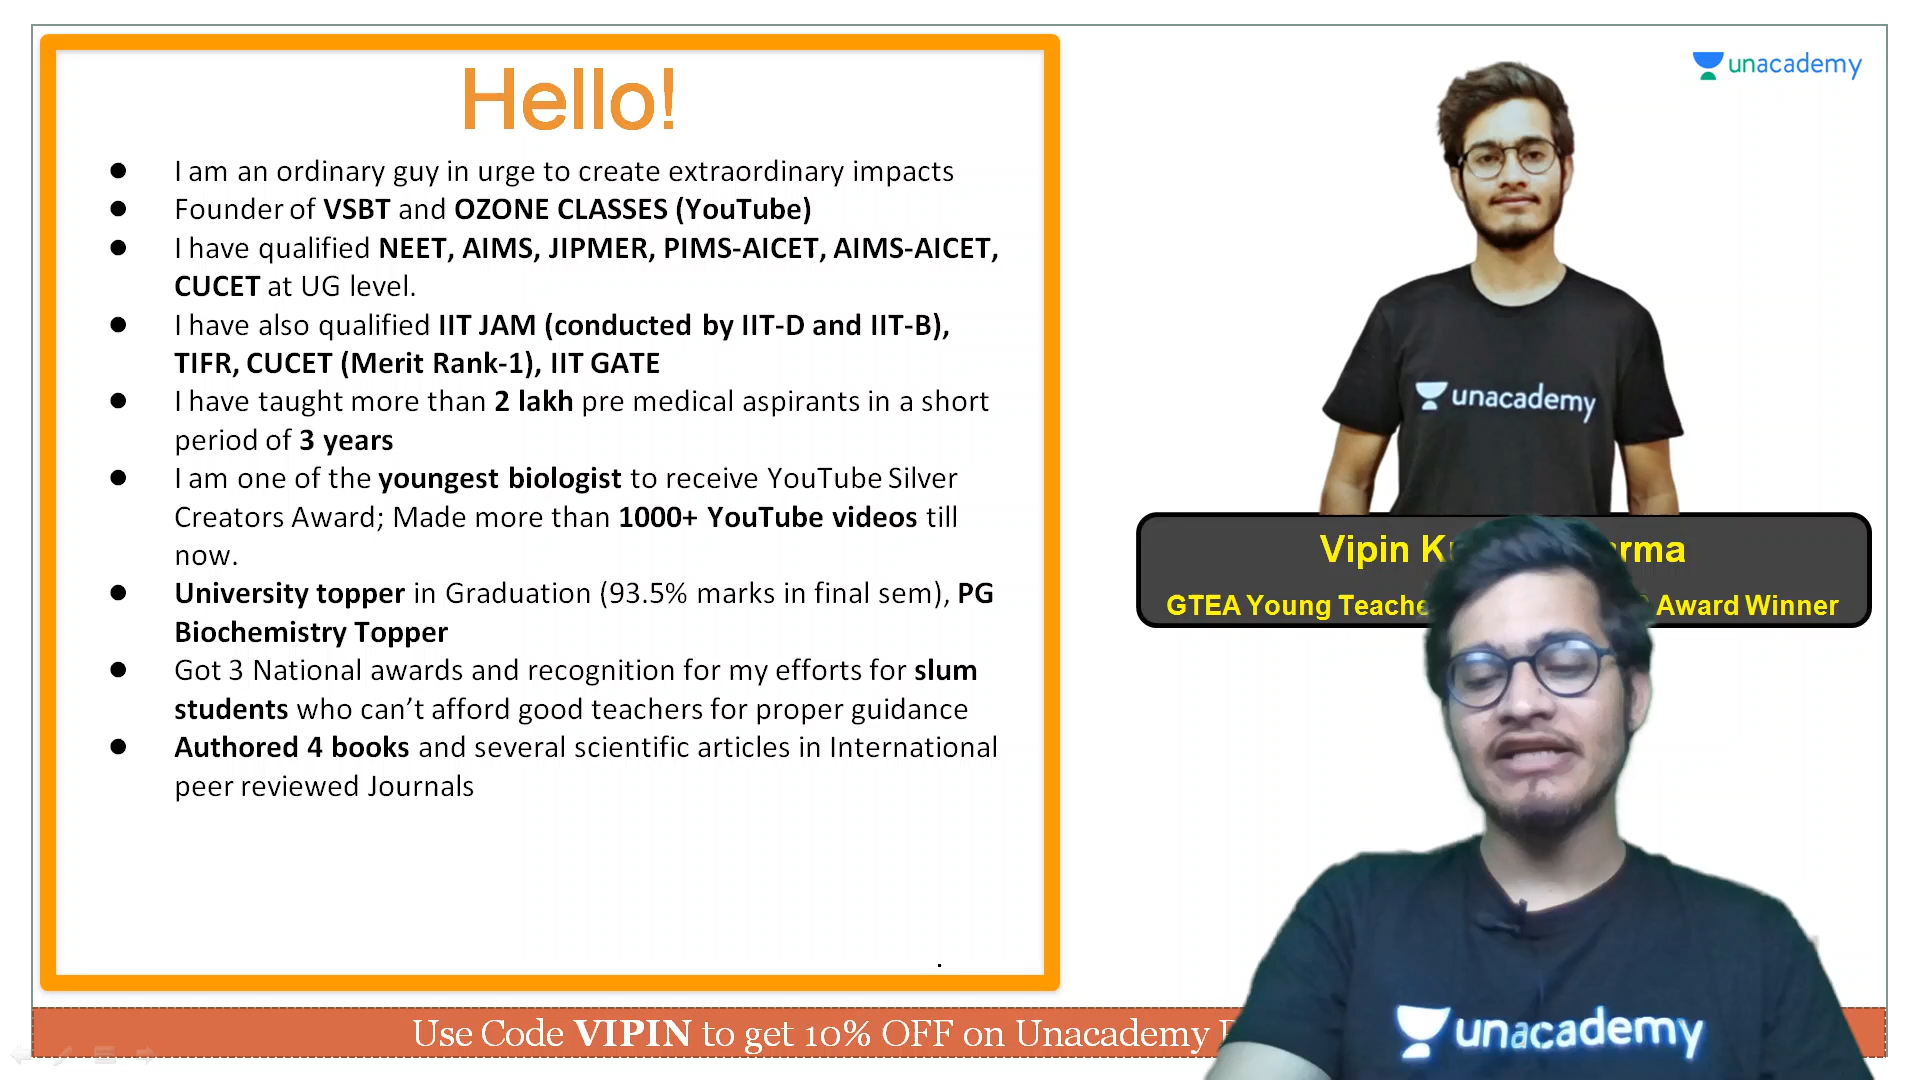 Hello!
unacademy
● I am an ordinary guy in urge to create extraordinary impacts
● Founder of VSBT and OZONE CLASSES (YouTube)
● I have qualified NEET, AIMS, JIPMER, PIMS-AICET, AIMS-AICET,
CUCET at UG level.
● I have also qualified IIT JAM (conducted by IIT-D and IIT-B),
TIFR, CUCET (Merit Rank-1), IIT GATE
● I have taught more than 2 lakh pre medical aspirants in a short
period of 3 years
● I am one of the youngest biologist to receive YouTube Silver
Creators Award; Made more than 1000+ YouTube videos till
now.
● University topper in Graduation (93.5% marks in final sem), PG
Biochemistry Topper
● Got 3 National awards and recognition for my efforts for slum
students who can’t afford good teachers for proper guidance
● Authored 4 books and several scientific articles in International
peer reviewed Journals
.
unacademy
Vipin
GTEA Young Award Winner
unacademy
Use Code VIPIN to get 10% OFF on Unacademy